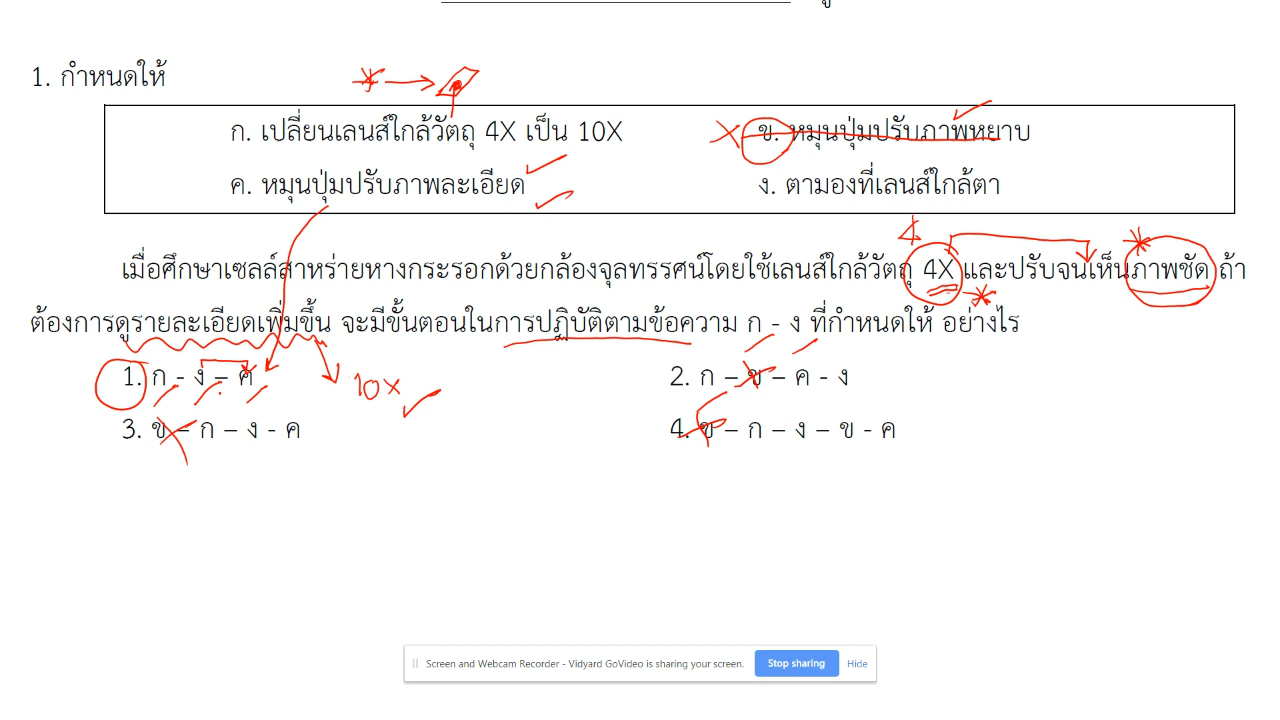 1. กำหนดให้
ก. เปลี่ยนเลนส์ใกล้วัตถุ 4X เป็น 10X ข. หมุนปุ่มปรับภาพหยาบ
ค. หมุนปุ่มปรับภาพละเอียด ง. ตามองที่เลนส์ใกล้ตา
เมื่อศึกษาเซลล์สาหร่ายหางกระรอกด้วยกล้องจุลทรรศน์โดยใช้เลนส์ใกล้วัตถุ 4X และปรับจนเห็นภาพชัด ถ้า
ต้องการดูรายละเอียดเพิ่มขึ้น จะมีขั้นตอนในการปฏิบัติตามข้อความ ก - ง ที่กำหนดให้ อย่างไร
1. ก - ง – ค 2. ก – ข – ค - ง
10x
3. ข – ก – ง - ค 4. ข – ก – ง – ข - ค
Screen and Webcam Recorder - Vidyard GoVideo is sharing your screen. Stop sharing Hide